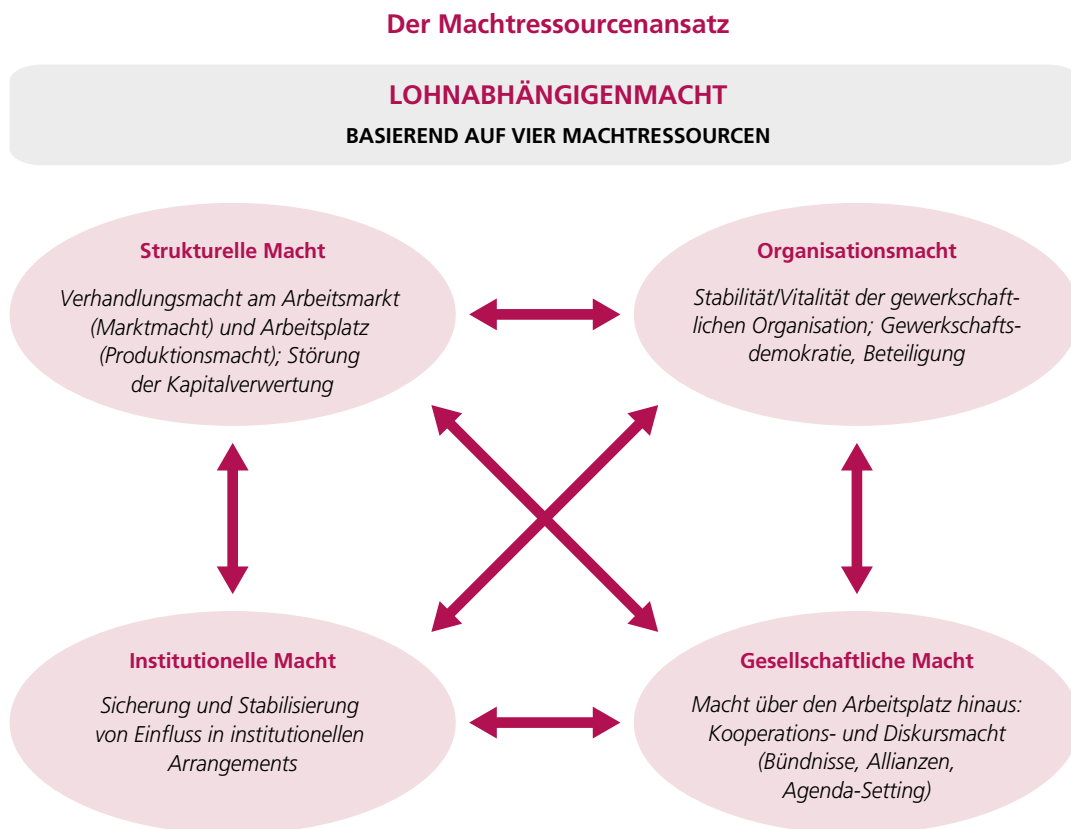 Der Machtressourcenansatz
LOHNABHÄNGIGENMACHT
BASIEREND AUF VIER MACHTRESSOURCEN
Strukturelle Macht
Verhandlungsmacht am Arbeitsmarkt
(Marktmacht) und Arbeitsplatz
(Produktionsmacht); Störung
der Kapitalverwertung
Organisationsmacht
Stabilität/Vitalität der gewerkschaft-
lichen Organisation; Gewerkschafts-
demokratie, Beteiligung
Institutionelle Macht
Sicherung und Stabilisierung
von Einfluss in institutionellen
Arrangements
Gesellschaftliche Macht
Macht über den Arbeitsplatz hinaus:
Kooperations- und Diskursmacht
(Bündnisse, Allianzen,
Agenda-Setting)